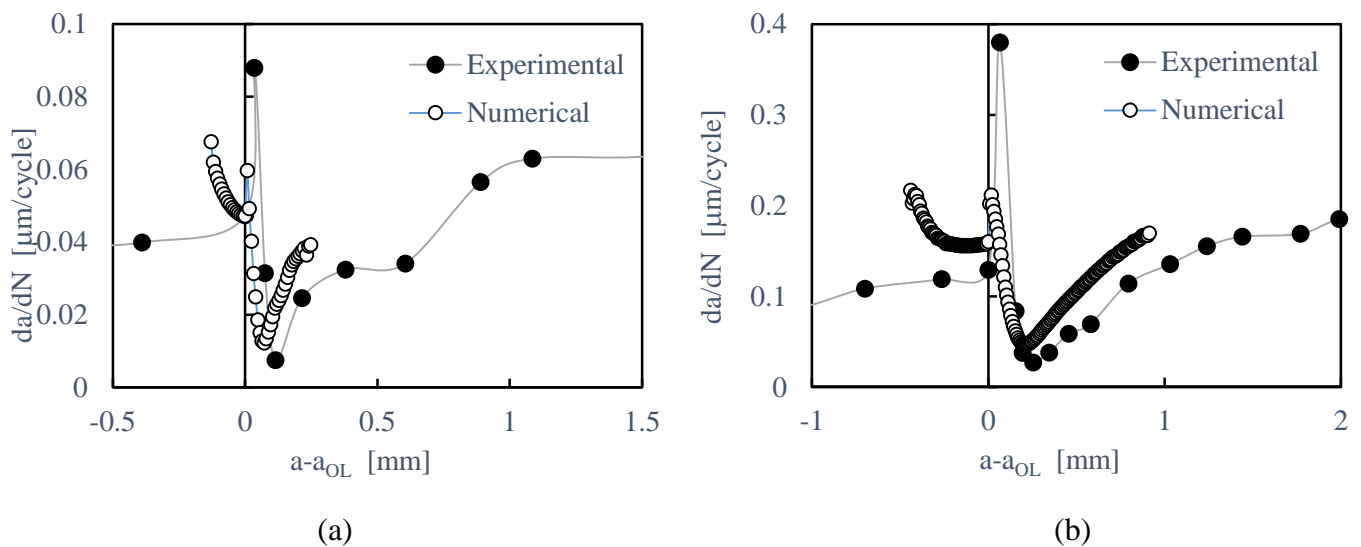 0.1
0.08
0.06
0.04
0.02
0
-0.5
0
0.5
1
1.5
da/dN [µm/cycle]
a-aOL [mm]
Experimental
Numerical
(a)
0.4
0.3
0.2
0.1
0
-1
0
1
2
da/dN [µm/cycle]
a-aOL [mm]
Experimental
Numerical
(b)